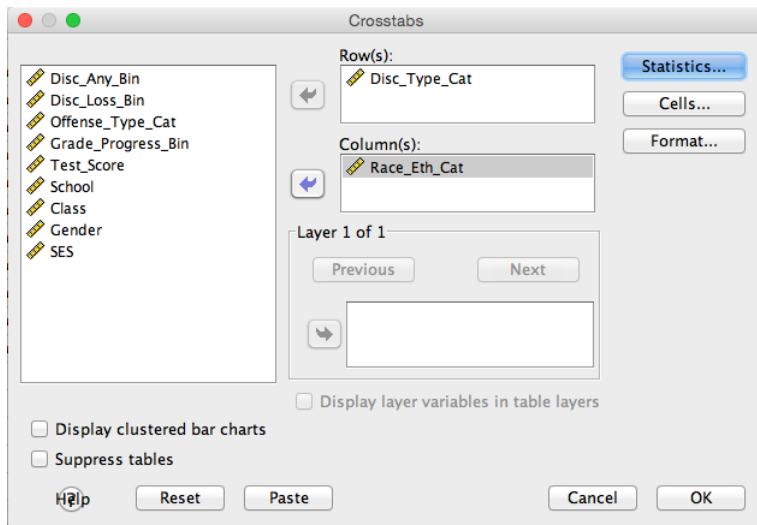 Crosstabs
Disc_Any_Bin
Disc_Loss_Bin
Offense_Type_Cat
Grade_Progress_Bin
Test_Score
School
Class
Gender
SES
Row(s):
Disc_Type_Cat
Column(s):
Race_Eth_Cat
Layer 1 of 1
Previous Next
Display layer variables in table layers
Statistics...
Cells...
Format...
Display clustered bar charts
Suppress tables
Help ? Reset Paste Cancel OK